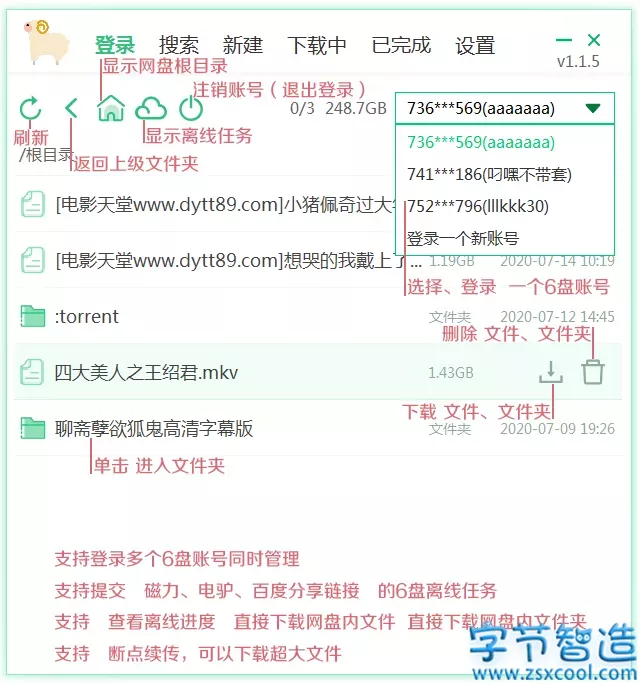 登录 搜索 新建 下载中 已完成 设置
v1.1.5
显示网盘根目录
注销账号（退出登录）
0/3 248.7GB 736***569(aaaaaaa)
刷新
显示离线任务
736***569(aaaaaaa)
/根目录
返回上级文件夹
741***186(叼嘿不带套)
[电影天堂www.dytt89.com]小猪佩奇过大
752***796(lllkkk30)
登录一个新账号
[电影天堂www.dytt89.com]想哭的我戴上了... 1.19GB 2020-07-14 10:19
选择、登录 一个6盘账号
:torrent 文件夹 2020-07-12 14:45
删除 文件、文件夹
四大美人之王绍君.mkv 1.43GB
下载 文件、文件夹
聊斋孽欲狐鬼高清字幕版 文件夹 2020-07-09 19:26
单击 进入文件夹
支持登录多个6盘账号同时管理
支持提交 磁力、电驴、百度分享链接 的6盘离线任务
支持 查看离线进度 直接下载网盘内文件 直接下载网盘内文件夹
支持 断点续传，可以下载超大文件
字节智造
www.zsxcool.com